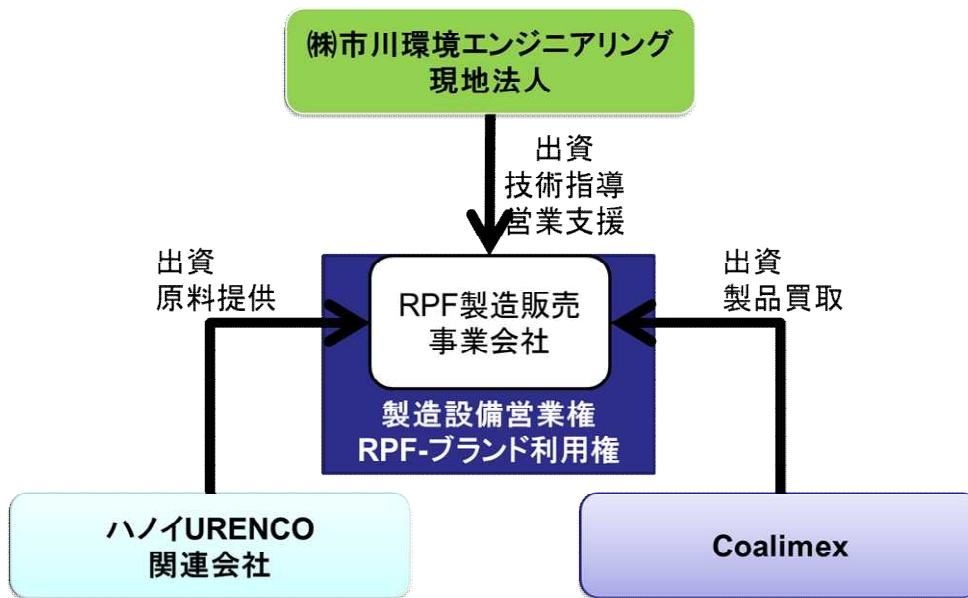 ㈱市川環境エンジニアリング
現地法人
出資
技術指導
営業支援
出資
原料提供
出資
製品買取
RPF製造販売
事業会社
製造設備営業権
RPF-ブランド利用権
ハノイURENCO
関連会社
Coalimex